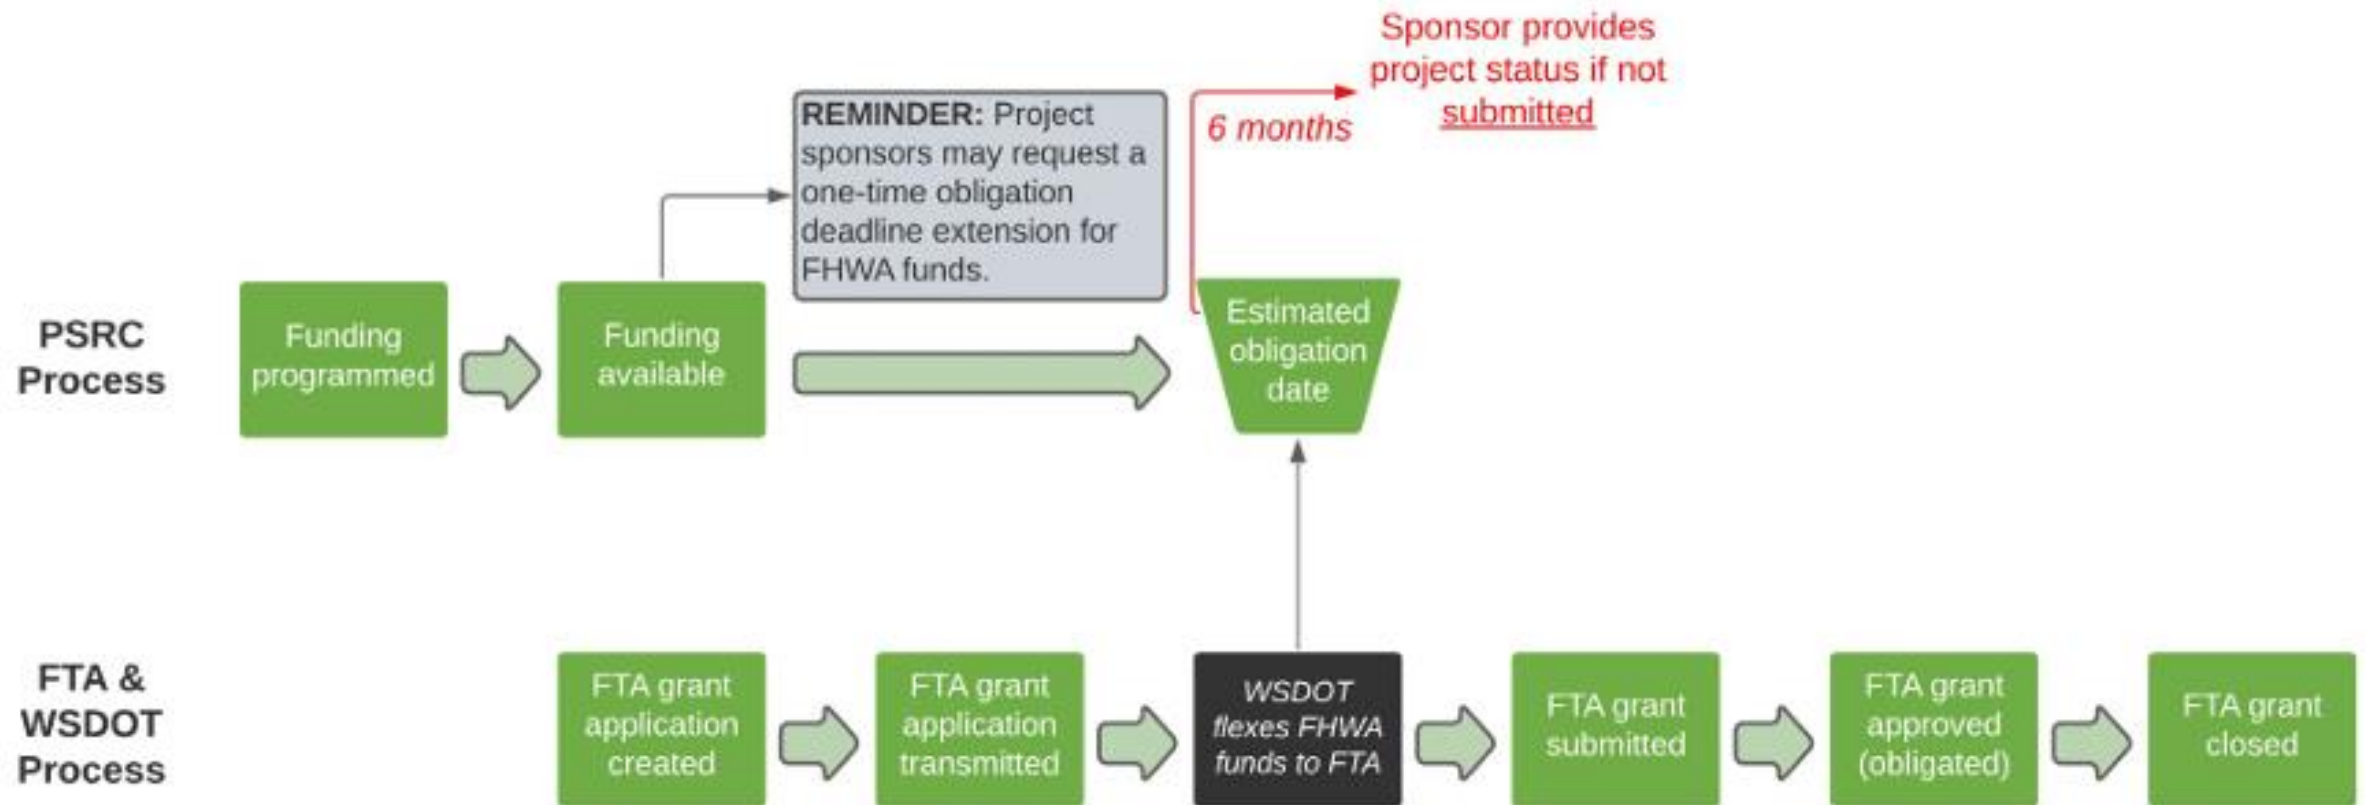 Sponsor provides
project status if not
submitted
6 months
REMINDER: Project
sponsors may request a
one-time obligation
deadline extension for
FHWA funds.
PSRC
Process
Funding
programmed
Funding
available
Estimated
obligation
date
FTA &
WSDOT
Process
FTA grant
application
created
FTA grant
application
transmitted
WSDOT
flexes FHWA
funds to FTA
FTA grant
submitted
FTA grant
approved
(obligated)
FTA grant
closed